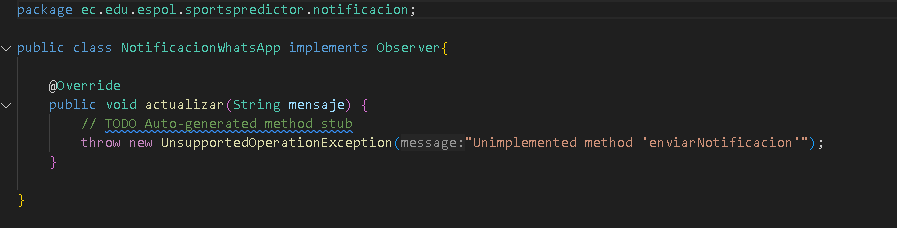 package ec.edu.espol.sportspredictor.notificacion;
public class NotificacionWhatsApp implements Observer{
@Override
public void actualizar(String mensaje) {
// TODO Auto-generated method stub
throw new UnsupportedOperationException(message:"Unimplemented method 'enviarNotificacion'");
}
}